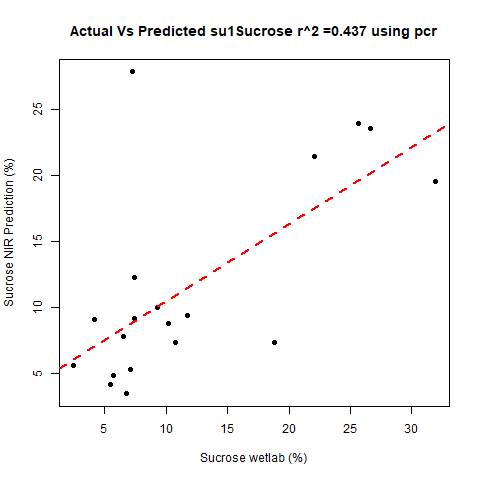 Actual Vs Predicted su1Sucrose r^2 =0.437 using pcr
Sucrose NIR Prediction (%)
25
20
15
10
5
5 10 15 20 25 30
Sucrose wetlab (%)